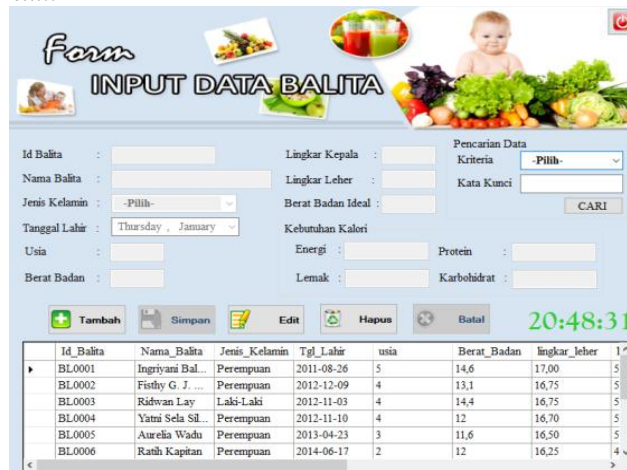 Form
INPUT DATA BALITA
Id Balita :
Nama Balita :
Jenis Kelamin : -Pilih-
Tanggal Lahir : Thursday , January
Usia :
Berat Badan :
Lingkar Kepala :
Lingkar Leher :
Berat Badan Ideal :
Kebutuhan Kalori
Energi : Protein :
Lemak : Karbohidrat :
Pencarian Data
Kriteria -Pilih-
Kata Kunci
CARI
Tambah Simpan Edit Hapus Batal 20:48:31
Id_Balita Nama_Balita Jenis_Kelamin Tgl_Lahir usia Berat_Badan lingkar_leher
BL0001 Ingriyani Bal... Perempuan 2011-08-26 5 14,6 17,00 5
BL0002 Fisthy G. J. ... Perempuan 2012-12-09 4 13,1 16,75 5
BL0003 Ridwan Lay Laki-Laki 2012-11-03 4 14,4 16,75 5
BL0004 Yatni Sela Sil... Perempuan 2012-11-10 4 12 16,70 5
BL0005 Aurelia Wadu Perempuan 2013-04-23 3 11,6 16,50 5
BL0006 Ratih Kapitan Perempuan 2014-06-17 2 12 16,25 4